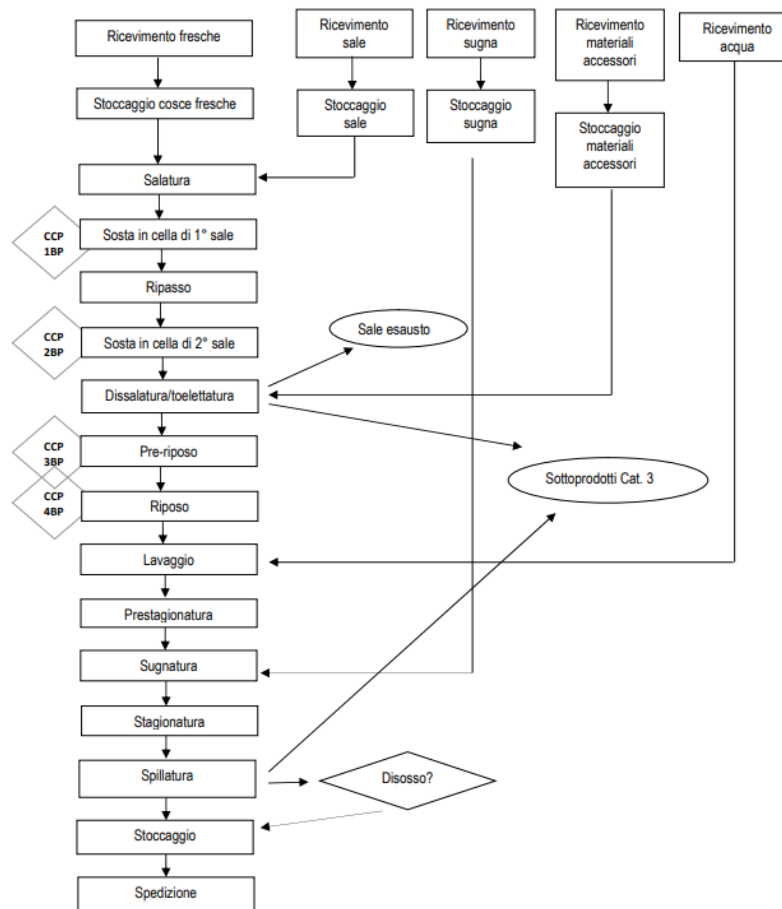 Ricevimento fresche
Ricevimento
sale
Ricevimento
sugna
Ricevimento
materiali
accessori
Ricevimento
acqua
Stoccaggio cosce fresche
Stoccaggio
sale
Stoccaggio
sugna
Stoccaggio
materiali
accessori
Salatura
CCP
1BP
Sosta in cella di 1° sale
Ripasso
CCP
2BP
Sosta in cella di 2° sale
Sale esausto
Dissalatura/toelettatura
CCP
3BP
Pre-riposo
Sottoprodotti Cat. 3
CCP
4BP
Riposo
Lavaggio
Prestagionatura
Sugnatura
Stagionatura
Spillatura
Disosso?
Stoccaggio
Spedizione